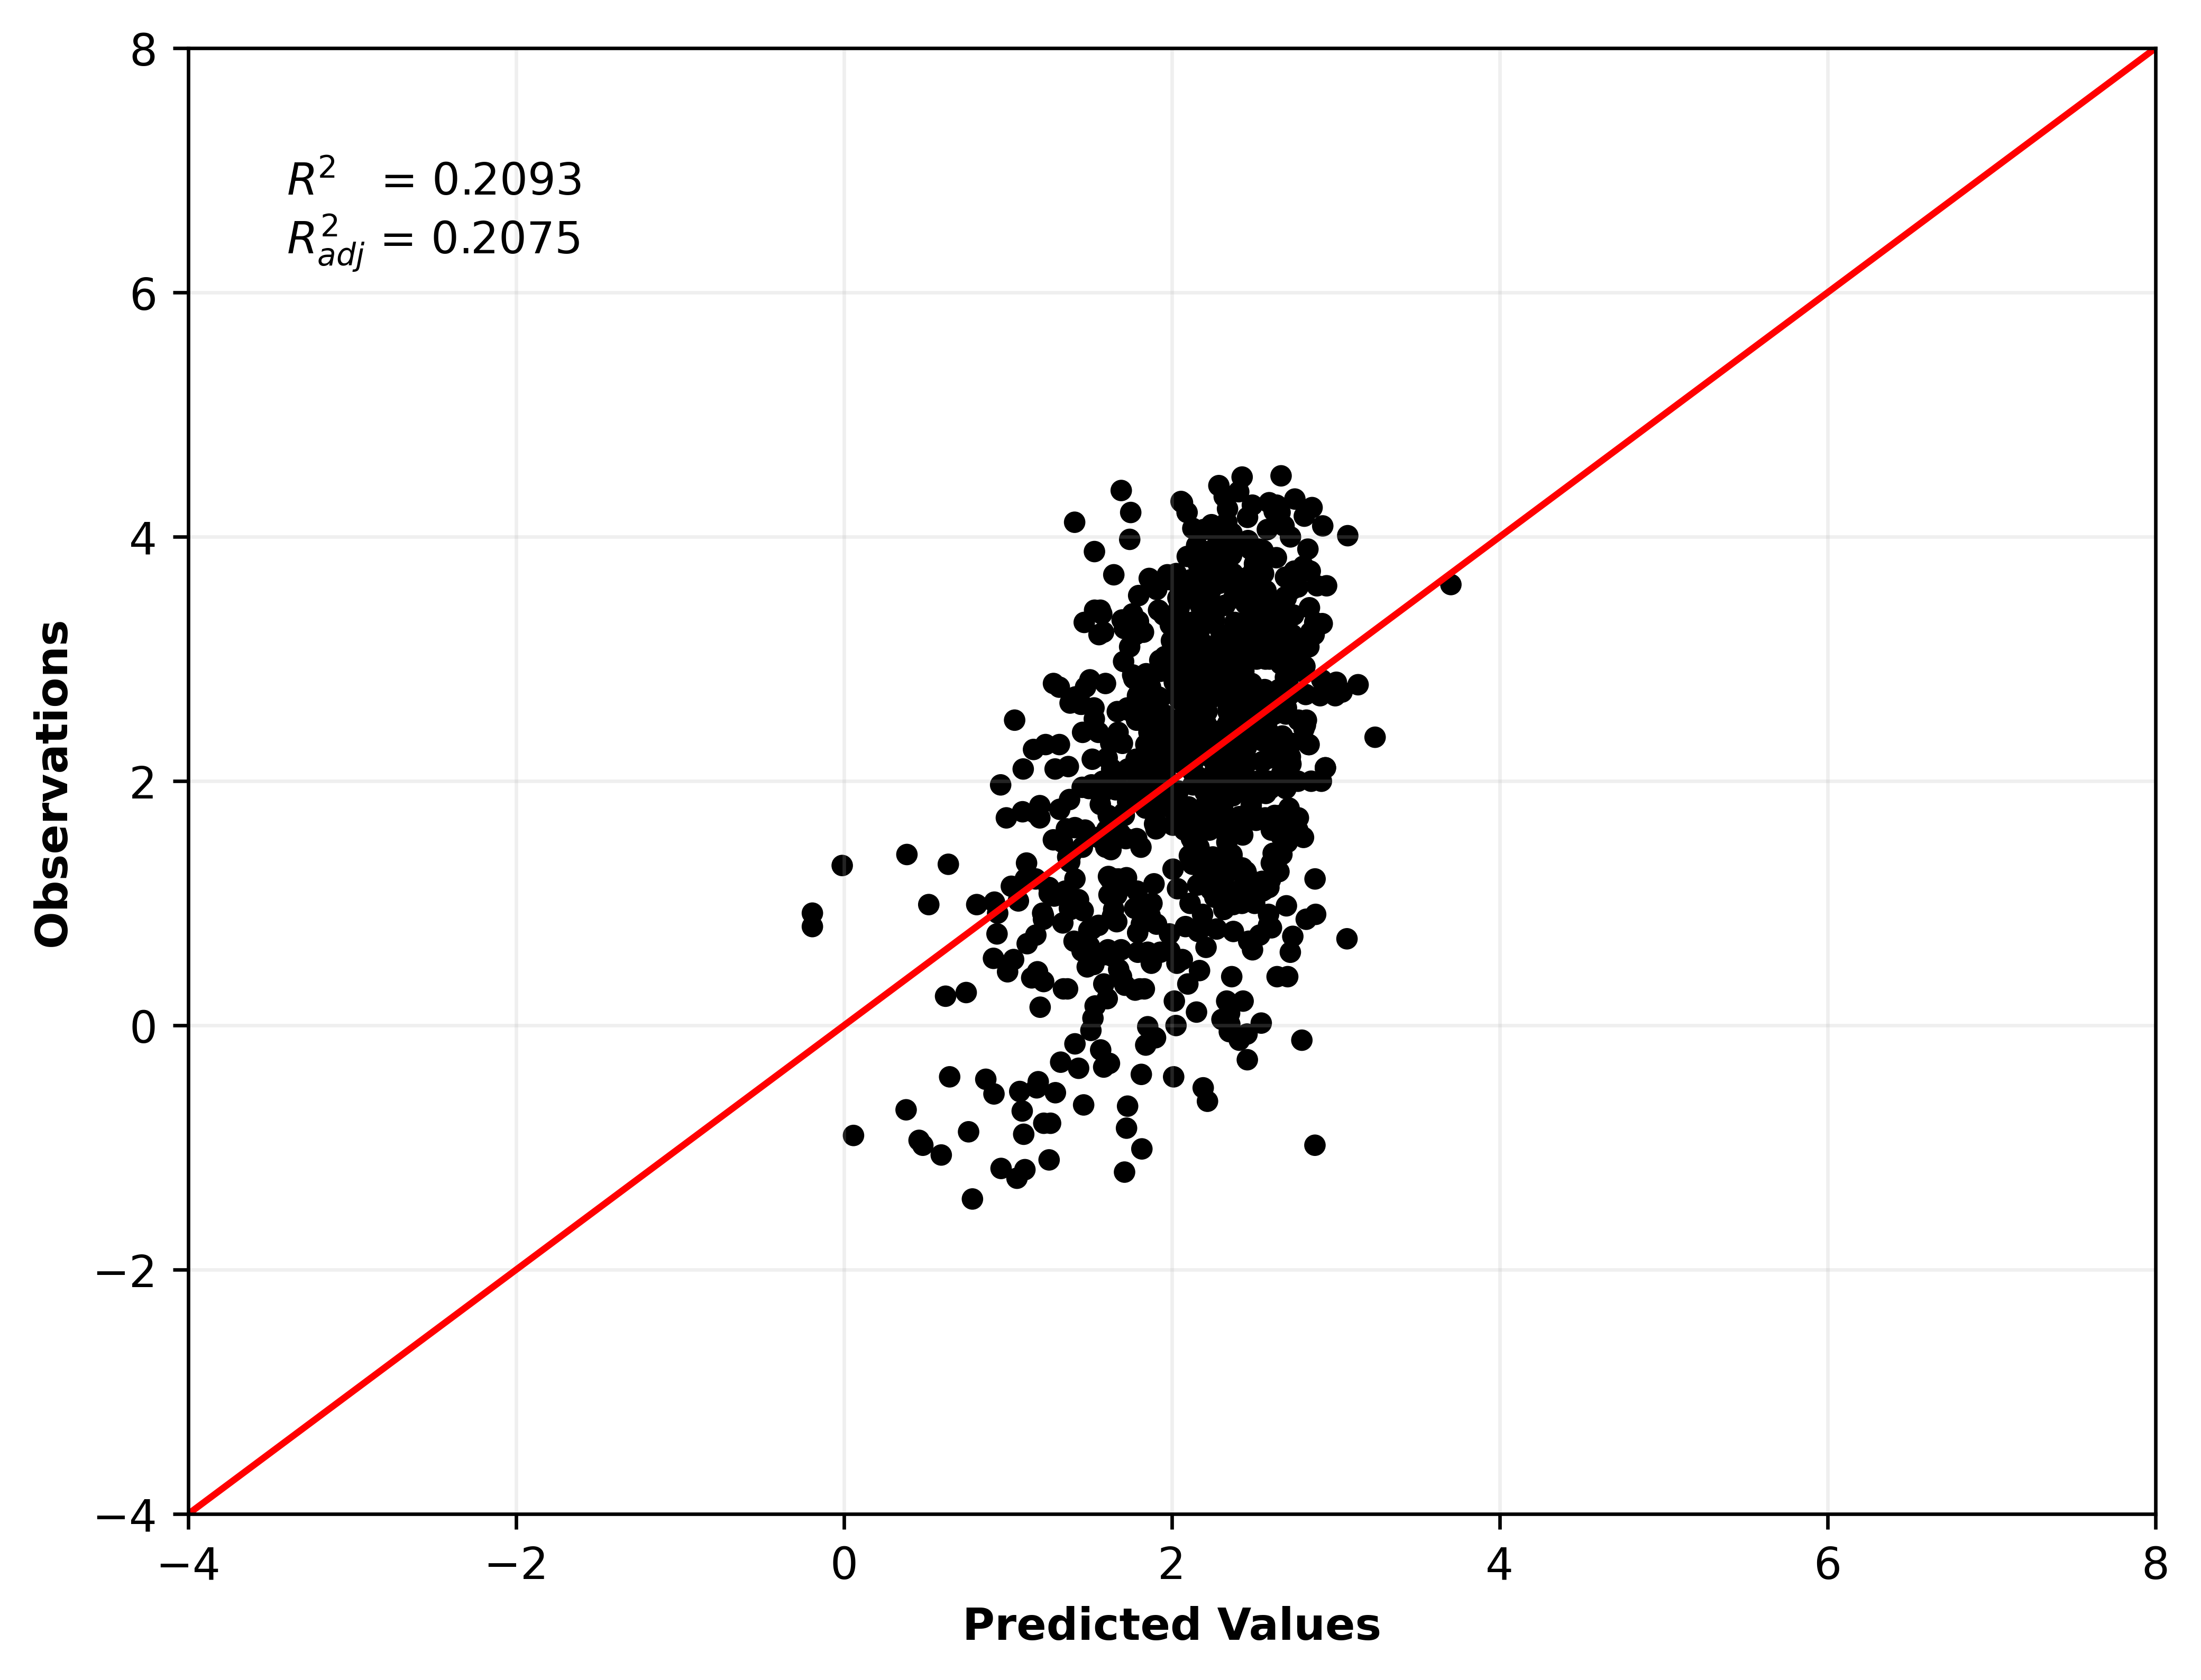 8
6
4
2
0
−2
−4
−4 −2 0 2 4 6 8
Observations
Predicted Values
R² = 0.2093
R²adj = 0.2075